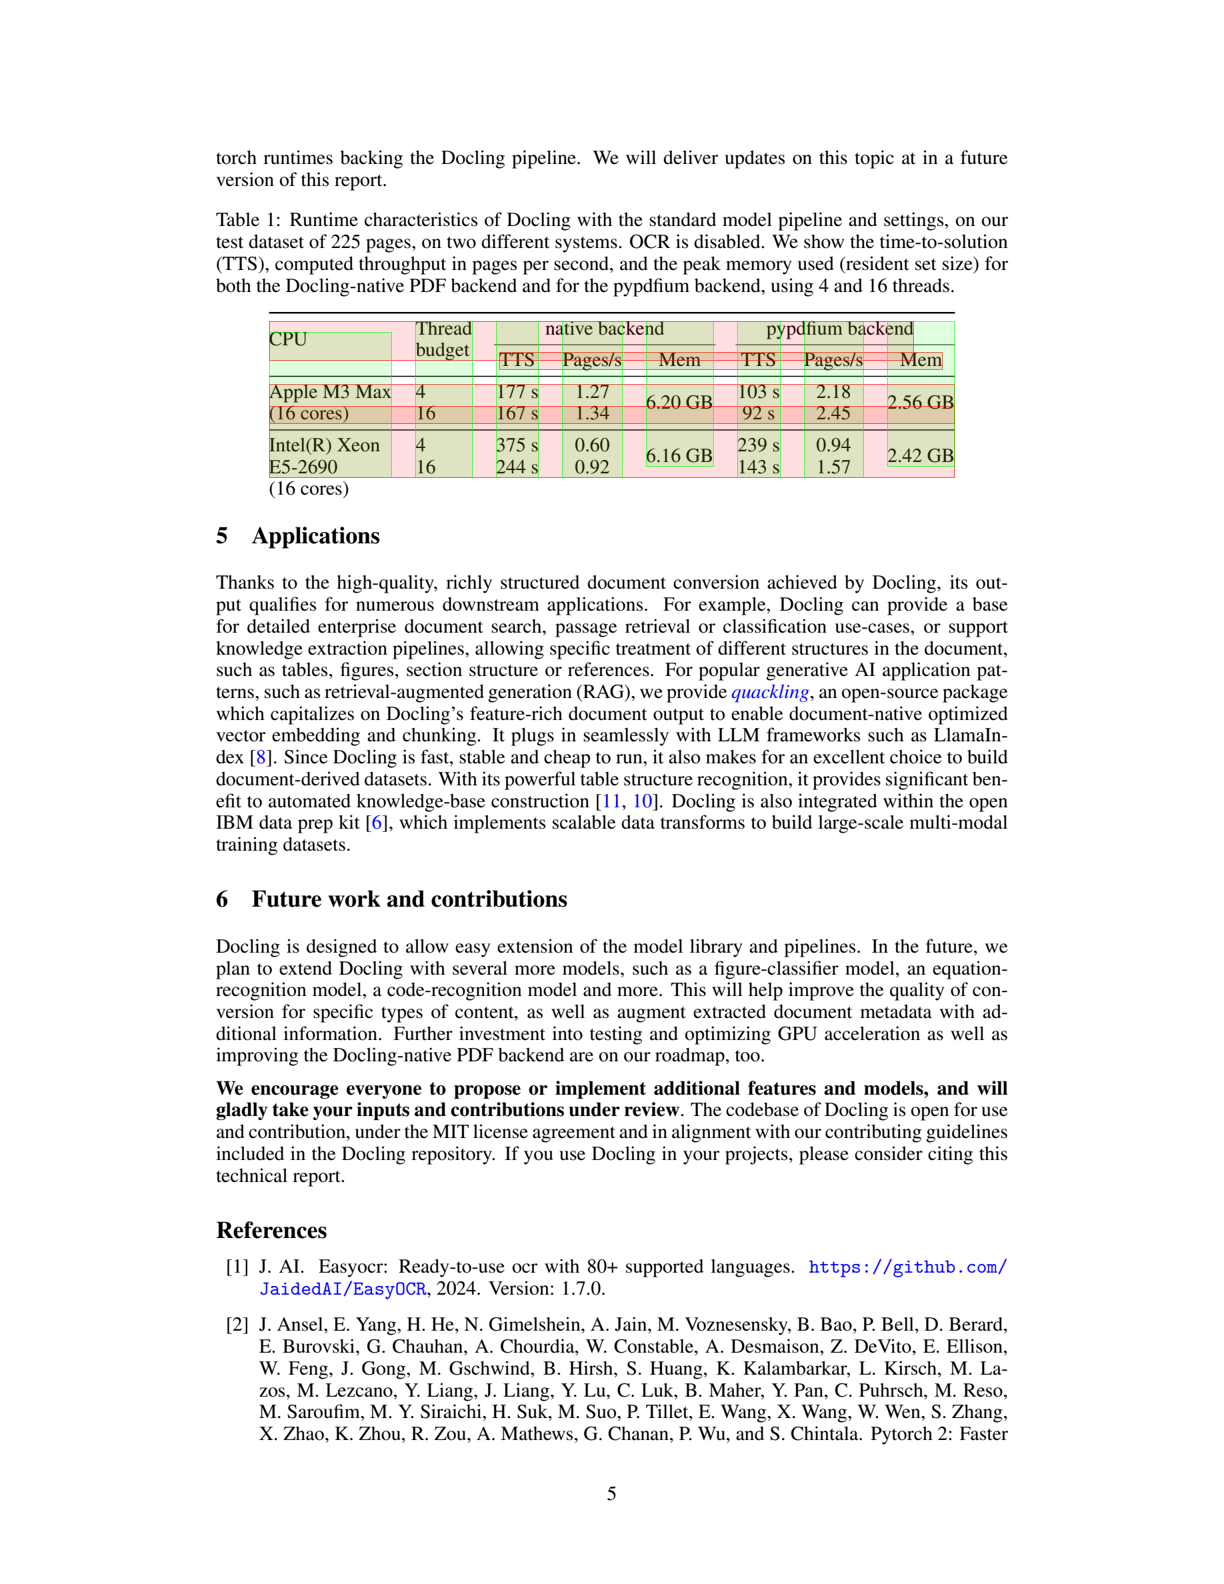 torch runtimes backing the Docling pipeline. We will deliver updates on this topic at in a future
version of this report.
Table 1: Runtime characteristics of Docling with the standard model pipeline and settings, on our
test dataset of 225 pages, on two different systems. OCR is disabled. We show the time-to-solution
(TTS), computed throughput in pages per second, and the peak memory used (resident set size) for
both the Docling-native PDF backend and for the pypdfium backend, using 4 and 16 threads.
CPU Thread budget native backend pypdfium backend
TTS Pages/s Mem TTS Pages/s Mem
Apple M3 Max 4 177 s 1.27 6.20 GB 103 s 2.18 2.56 GB
(16 cores) 16 167 s 1.34 92 s 2.45
Intel(R) Xeon 4 375 s 0.60 6.16 GB 239 s 0.94 2.42 GB
E5-2690 16 244 s 0.92 143 s 1.57
(16 cores)
5 Applications
Thanks to the high-quality, richly structured document conversion achieved by Docling, its out-
put qualifies for numerous downstream applications. For example, Docling can provide a base
for detailed enterprise document search, passage retrieval or classification use-cases, or support
knowledge extraction pipelines, allowing specific treatment of different structures in the document,
such as tables, figures, section structure or references. For popular generative AI application pat-
terns, such as retrieval-augmented generation (RAG), we provide quackling, an open-source package
which capitalizes on Docling's feature-rich document output to enable document-native optimized
vector embedding and chunking. It plugs in seamlessly with LLM frameworks such as LlamaIn-
dex [8]. Since Docling is fast, stable and cheap to run, it also makes for an excellent choice to build
document-derived datasets. With its powerful table structure recognition, it provides significant ben-
efit to automated knowledge-base construction [11, 10]. Docling is also integrated within the open
IBM data prep kit [6], which implements scalable data transforms to build large-scale multi-modal
training datasets.
6 Future work and contributions
Docling is designed to allow easy extension of the model library and pipelines. In the future, we
plan to extend Docling with several more models, such as a figure-classifier model, an equation-
recognition model, a code-recognition model and more. This will help improve the quality of con-
version for specific types of content, as well as augment extracted document metadata with ad-
ditional information. Further investment into testing and optimizing GPU acceleration as well as
improving the Docling-native PDF backend are on our roadmap, too.
We encourage everyone to propose or implement additional features and models, and will
gladly take your inputs and contributions under review. The codebase of Docling is open for use
and contribution, under the MIT license agreement and in alignment with our contributing guidelines
included in the Docling repository. If you use Docling in your projects, please consider citing this
technical report.
References
[1] J. AI. Easyocr: Ready-to-use ocr with 80+ supported languages. https://github.com/
JaidedAI/EasyOCR, 2024. Version: 1.7.0.
[2] J. Ansel, E. Yang, H. He, N. Gimelshein, A. Jain, M. Voznesensky, B. Bao, P. Bell, D. Berard,
E. Burovski, G. Chauhan, A. Chourdia, W. Constable, A. Desmaison, Z. DeVito, E. Ellison,
W. Feng, J. Gong, M. Gschwind, B. Hirsh, S. Huang, K. Kalambarkar, L. Kirsch, M. La-
zos, M. Lezcano, Y. Liang, J. Liang, Y. Lu, C. Luk, B. Maher, Y. Pan, C. Puhrsch, M. Reso,
M. Saroufim, M. Y. Siraichi, H. Suk, M. Suo, P. Tillet, E. Wang, X. Wang, W. Wen, S. Zhang,
X. Zhao, K. Zhou, R. Zou, A. Mathews, G. Chanan, P. Wu, and S. Chintala. Pytorch 2: Faster
5